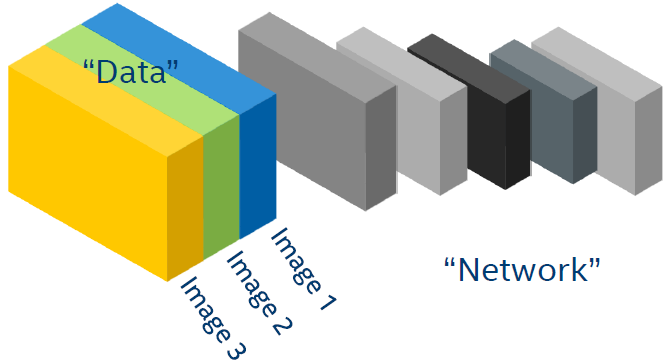 “Data”
Image 1
Image 2
Image 3
“Network”